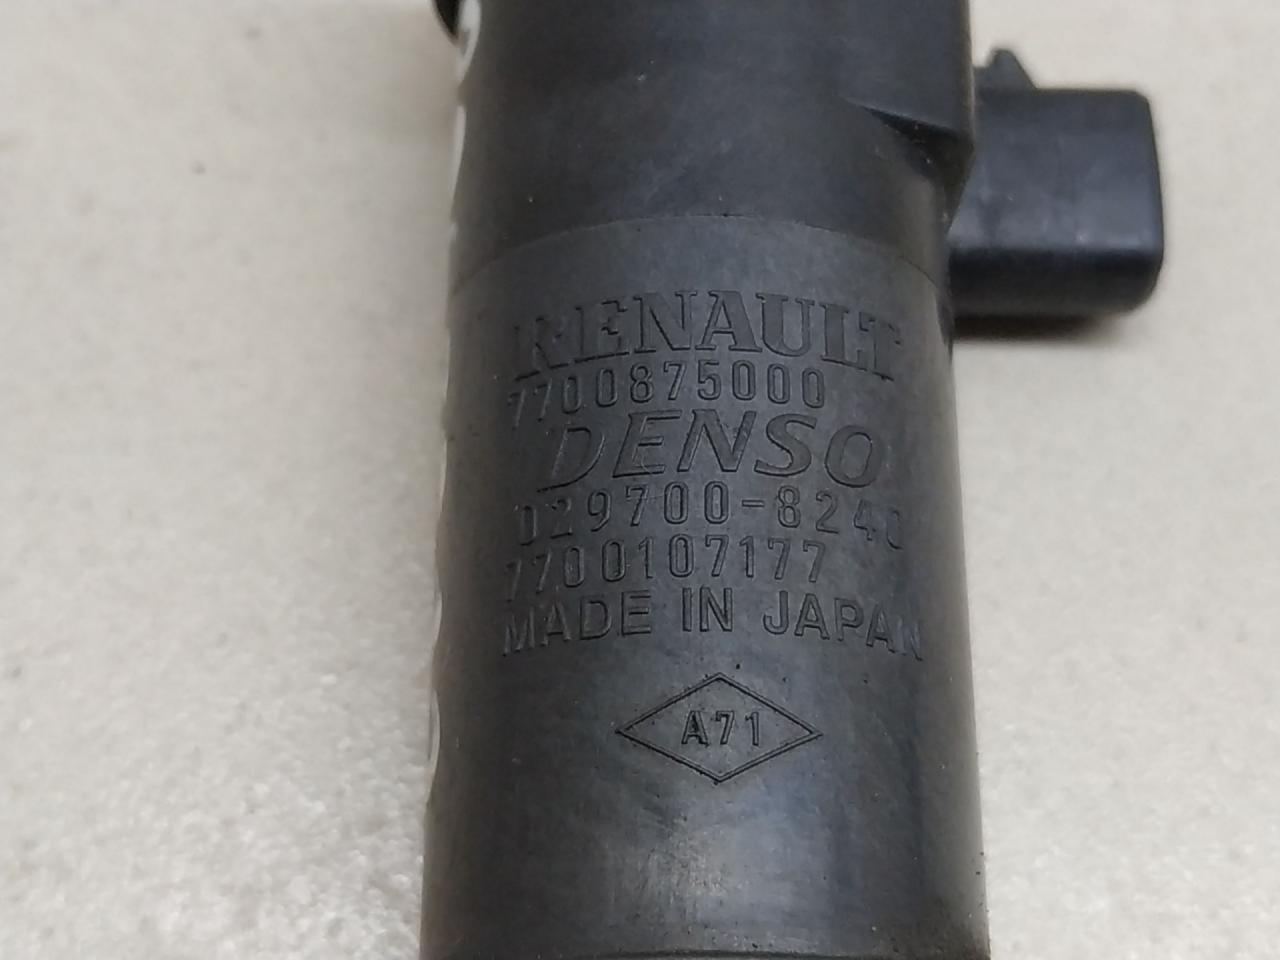 RENAULT
7700875000
DENSO
029700-8240
7700107177
MADE IN JAPAN
A71